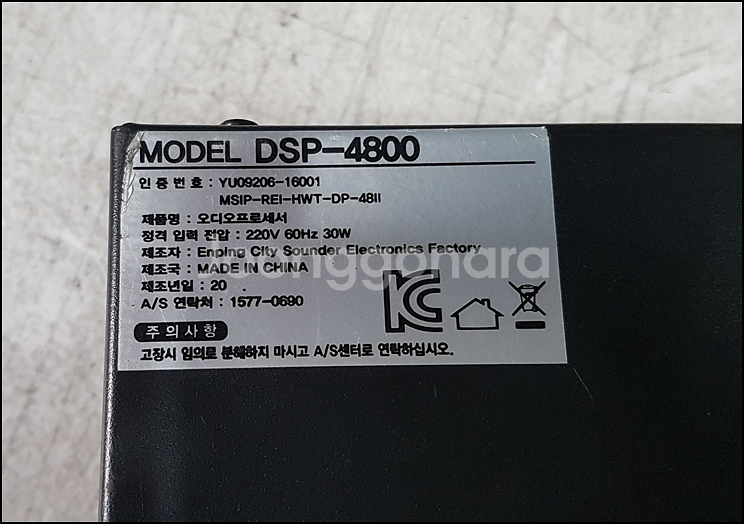 MODEL DSP-4800
인 증 번 호 : YU09206-16001
MSIP-REI-HWT-DP-48II
제품명 : 오디오프로세서
정격 입력 전압 : 220V 60Hz 30W
제조자 : Enping City Sounder Electronics Factory
제조국 : MADE IN CHINA
제조년일 : 20 .
A/S 연락처 : 1577-0690
주 의 사 항
고장시 임의로 분해하지 마시고 A/S센터로 연락하십시오.
Joonggonara